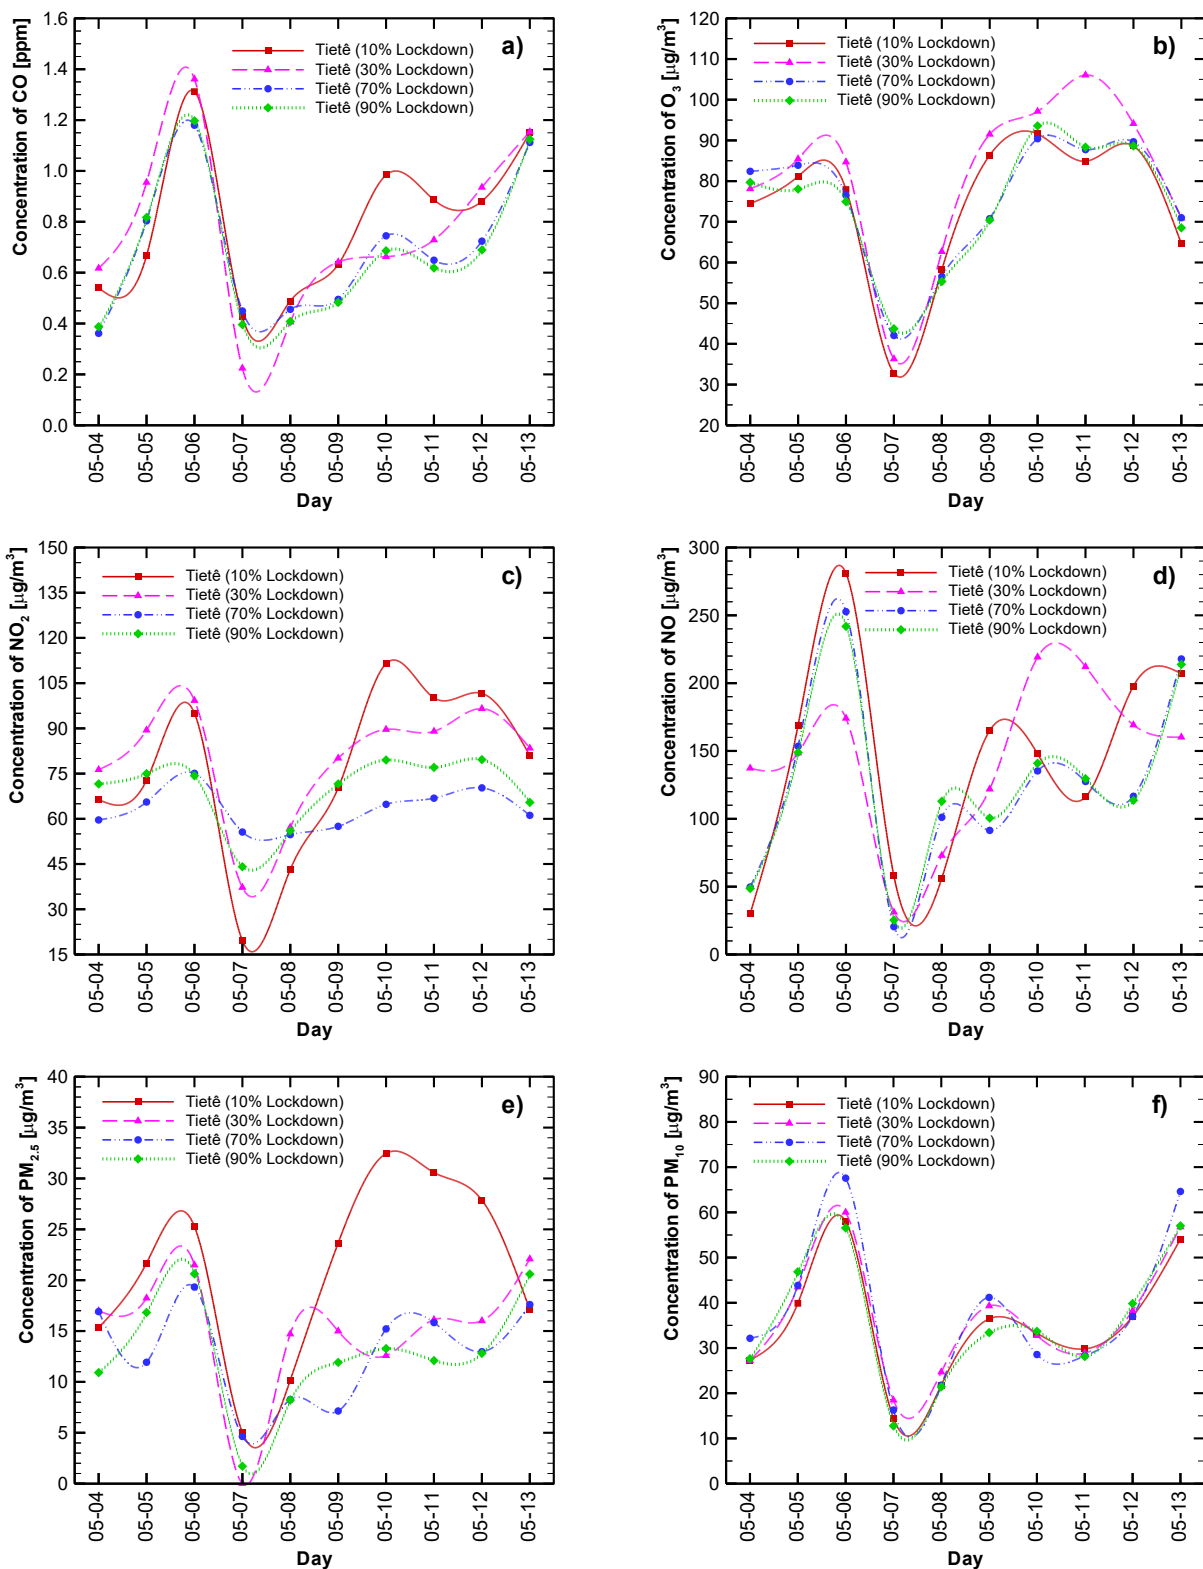 a)
Concentration of CO [ppm]
1.6
1.4
1.2
1.0
0.8
0.6
0.4
0.2
0.0
Tietê (10% Lockdown)
Tietê (30% Lockdown)
Tietê (70% Lockdown)
Tietê (90% Lockdown)
05-04 05-05 05-06 05-07 05-08 05-09 05-10 05-11 05-12 05-13
Day
b)
Concentration of O3 [μg/m³]
120
110
100
90
80
70
60
50
40
30
20
Tietê (10% Lockdown)
Tietê (30% Lockdown)
Tietê (70% Lockdown)
Tietê (90% Lockdown)
05-04 05-05 05-06 05-07 05-08 05-09 05-10 05-11 05-12 05-13
Day
c)
Concentration of NO2 [μg/m³]
150
135
120
105
90
75
60
45
30
15
Tietê (10% Lockdown)
Tietê (30% Lockdown)
Tietê (70% Lockdown)
Tietê (90% Lockdown)
05-04 05-05 05-06 05-07 05-08 05-09 05-10 05-11 05-12 05-13
Day
d)
Concentration of NO [μg/m³]
300
250
200
150
100
50
0
Tietê (10% Lockdown)
Tietê (30% Lockdown)
Tietê (70% Lockdown)
Tietê (90% Lockdown)
05-04 05-05 05-06 05-07 05-08 05-09 05-10 05-11 05-12 05-13
Day
e)
Concentration of PM2.5 [μg/m³]
40
35
30
25
20
15
10
5
0
Tietê (10% Lockdown)
Tietê (30% Lockdown)
Tietê (70% Lockdown)
Tietê (90% Lockdown)
05-04 05-05 05-06 05-07 05-08 05-09 05-10 05-11 05-12 05-13
Day
f)
Concentration of PM10 [μg/m³]
90
80
70
60
50
40
30
20
10
0
Tietê (10% Lockdown)
Tietê (30% Lockdown)
Tietê (70% Lockdown)
Tietê (90% Lockdown)
05-04 05-05 05-06 05-07 05-08 05-09 05-10 05-11 05-12 05-13
Day